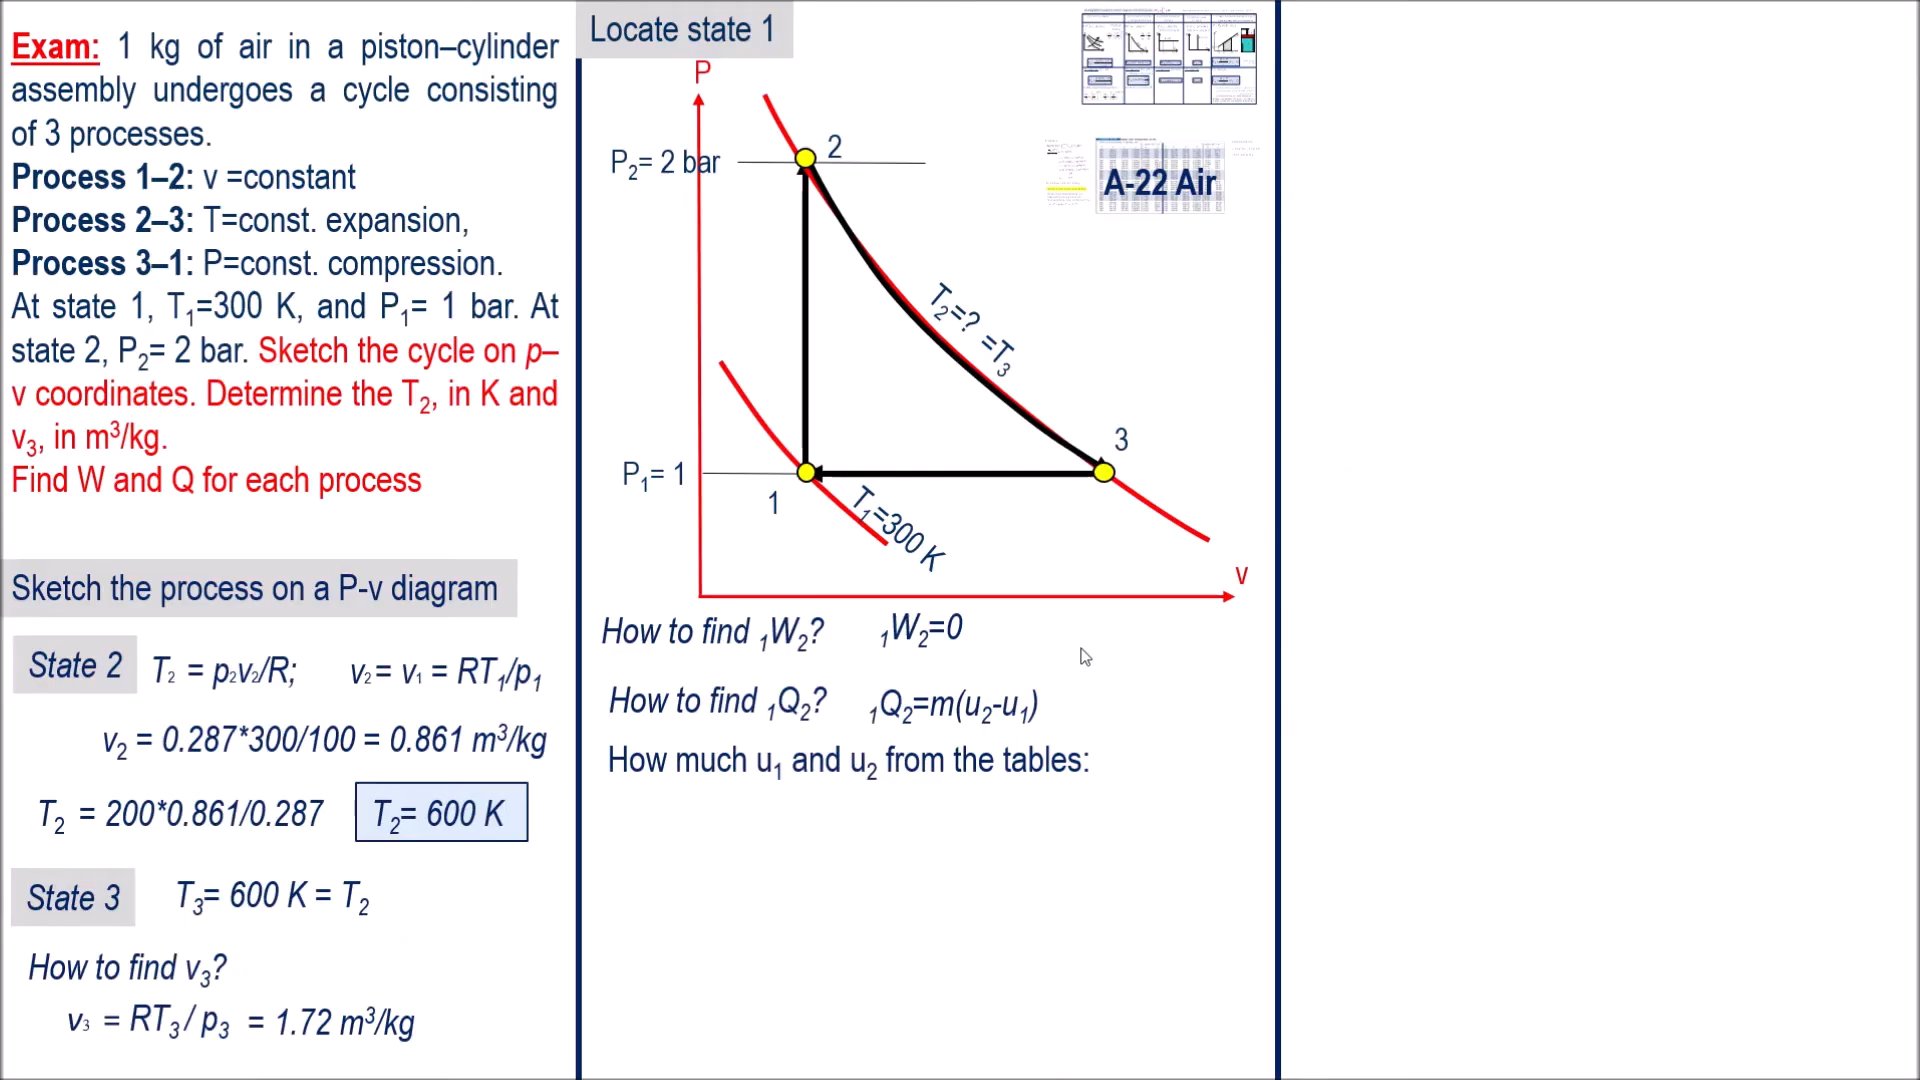 Exam: 1 kg of air in a piston–cylinder
assembly undergoes a cycle consisting
of 3 processes.
Process 1–2: v =constant
Process 2–3: T=const. expansion,
Process 3–1: P=const. compression.
At state 1, T1=300 K, and P1= 1 bar. At
state 2, P2= 2 bar. Sketch the cycle on p–
v coordinates. Determine the T2, in K and
v3, in m³/kg.
Find W and Q for each process
Sketch the process on a P-v diagram
State 2
T2 = p2v2/R; v2 = v1 = RT1/p1
v2 = 0.287*300/100 = 0.861 m³/kg
T2 = 200*0.861/0.287
T2= 600 K
State 3
T3= 600 K = T2
How to find v3?
v3 = RT3/ p3 = 1.72 m³/kg
Locate state 1
P
P2= 2 bar
2
T2=? =T3
3
P1= 1
1
T1=300 K
v
A-22 Air
How to find 1W2? 1W2=0
How to find 1Q2? 1Q2=m(u2-u1)
How much u1 and u2 from the tables: